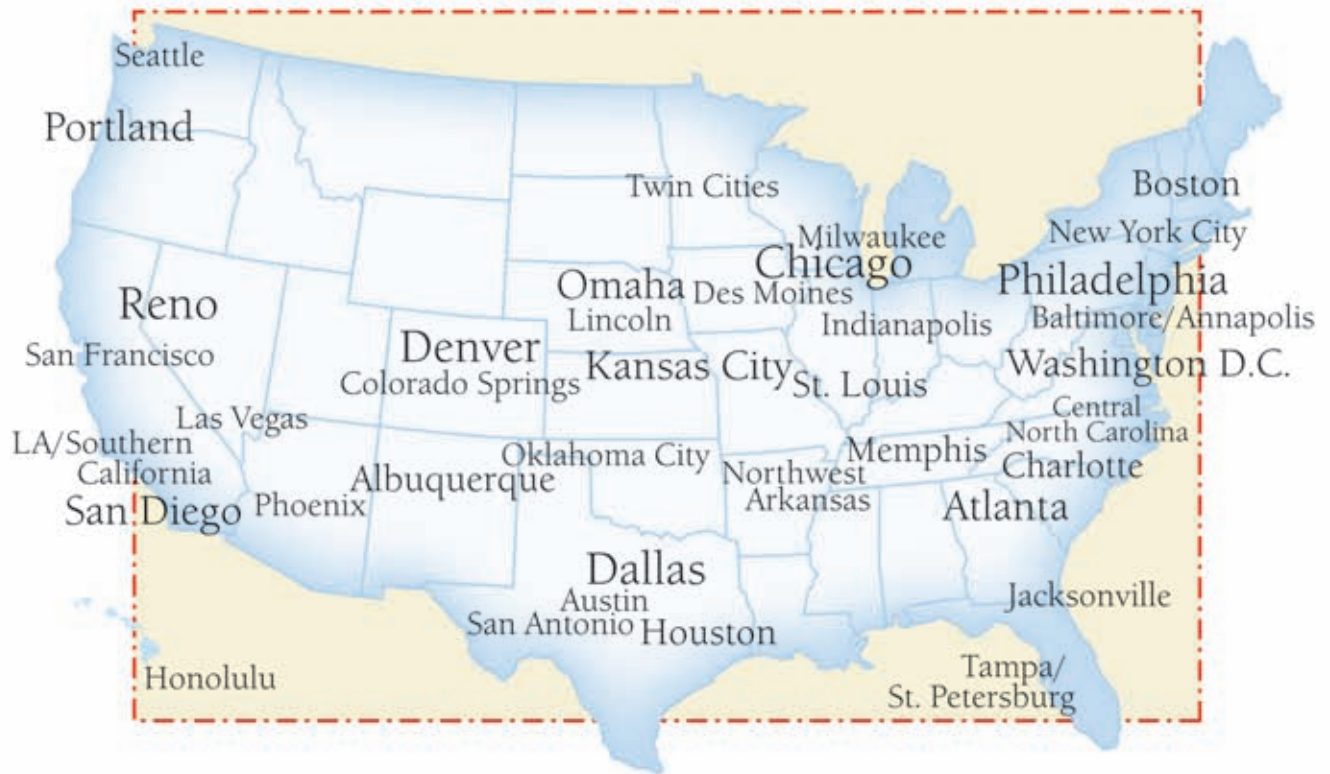 Seattle
Portland
Twin Cities
Boston
Milwaukee
New York City
Chicago
Omaha
Des Moines
Philadelphia
Reno
Lincoln
Indianapolis
Baltimore/Annapolis
San Francisco
Denver
Kansas City
Washington D.C.
Colorado Springs
St. Louis
Las Vegas
Central
North Carolina
LA/Southern
California
Oklahoma City
Memphis
Albuquerque
Northwest
Arkansas
Charlotte
San Diego
Phoenix
Atlanta
Dallas
Austin
San Antonio
Houston
Jacksonville
Honolulu
Tampa/
St. Petersburg